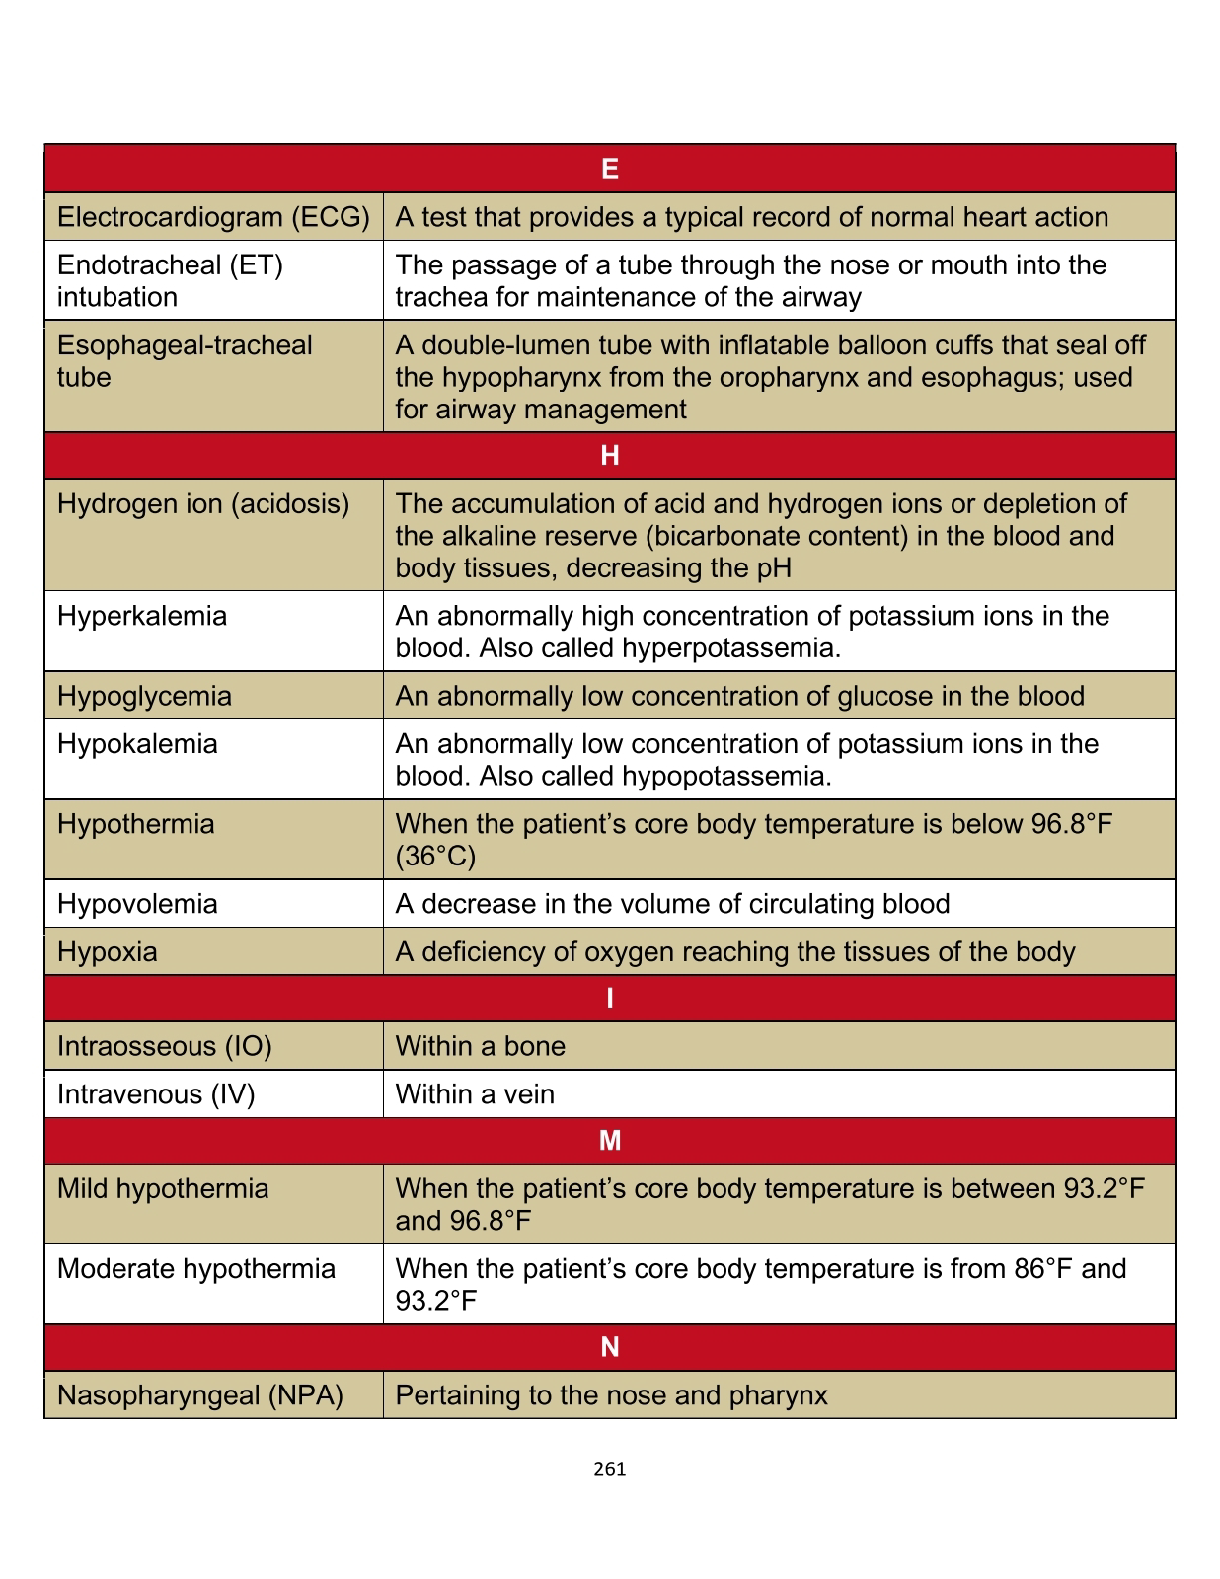 E
Electrocardiogram (ECG)
A test that provides a typical record of normal heart action
Endotracheal (ET)
intubation
The passage of a tube through the nose or mouth into the
trachea for maintenance of the airway
Esophageal-tracheal
tube
A double-lumen tube with inflatable balloon cuffs that seal off
the hypopharynx from the oropharynx and esophagus; used
for airway management
H
Hydrogen ion (acidosis)
The accumulation of acid and hydrogen ions or depletion of
the alkaline reserve (bicarbonate content) in the blood and
body tissues, decreasing the pH
Hyperkalemia
An abnormally high concentration of potassium ions in the
blood. Also called hyperpotassemia.
Hypoglycemia
An abnormally low concentration of glucose in the blood
Hypokalemia
An abnormally low concentration of potassium ions in the
blood. Also called hypopotassemia.
Hypothermia
When the patient’s core body temperature is below 96.8°F
(36°C)
Hypovolemia
A decrease in the volume of circulating blood
Hypoxia
A deficiency of oxygen reaching the tissues of the body
I
Intraosseous (IO)
Within a bone
Intravenous (IV)
Within a vein
M
Mild hypothermia
When the patient’s core body temperature is between 93.2°F
and 96.8°F
Moderate hypothermia
When the patient’s core body temperature is from 86°F and
93.2°F
N
Nasopharyngeal (NPA)
Pertaining to the nose and pharynx
261